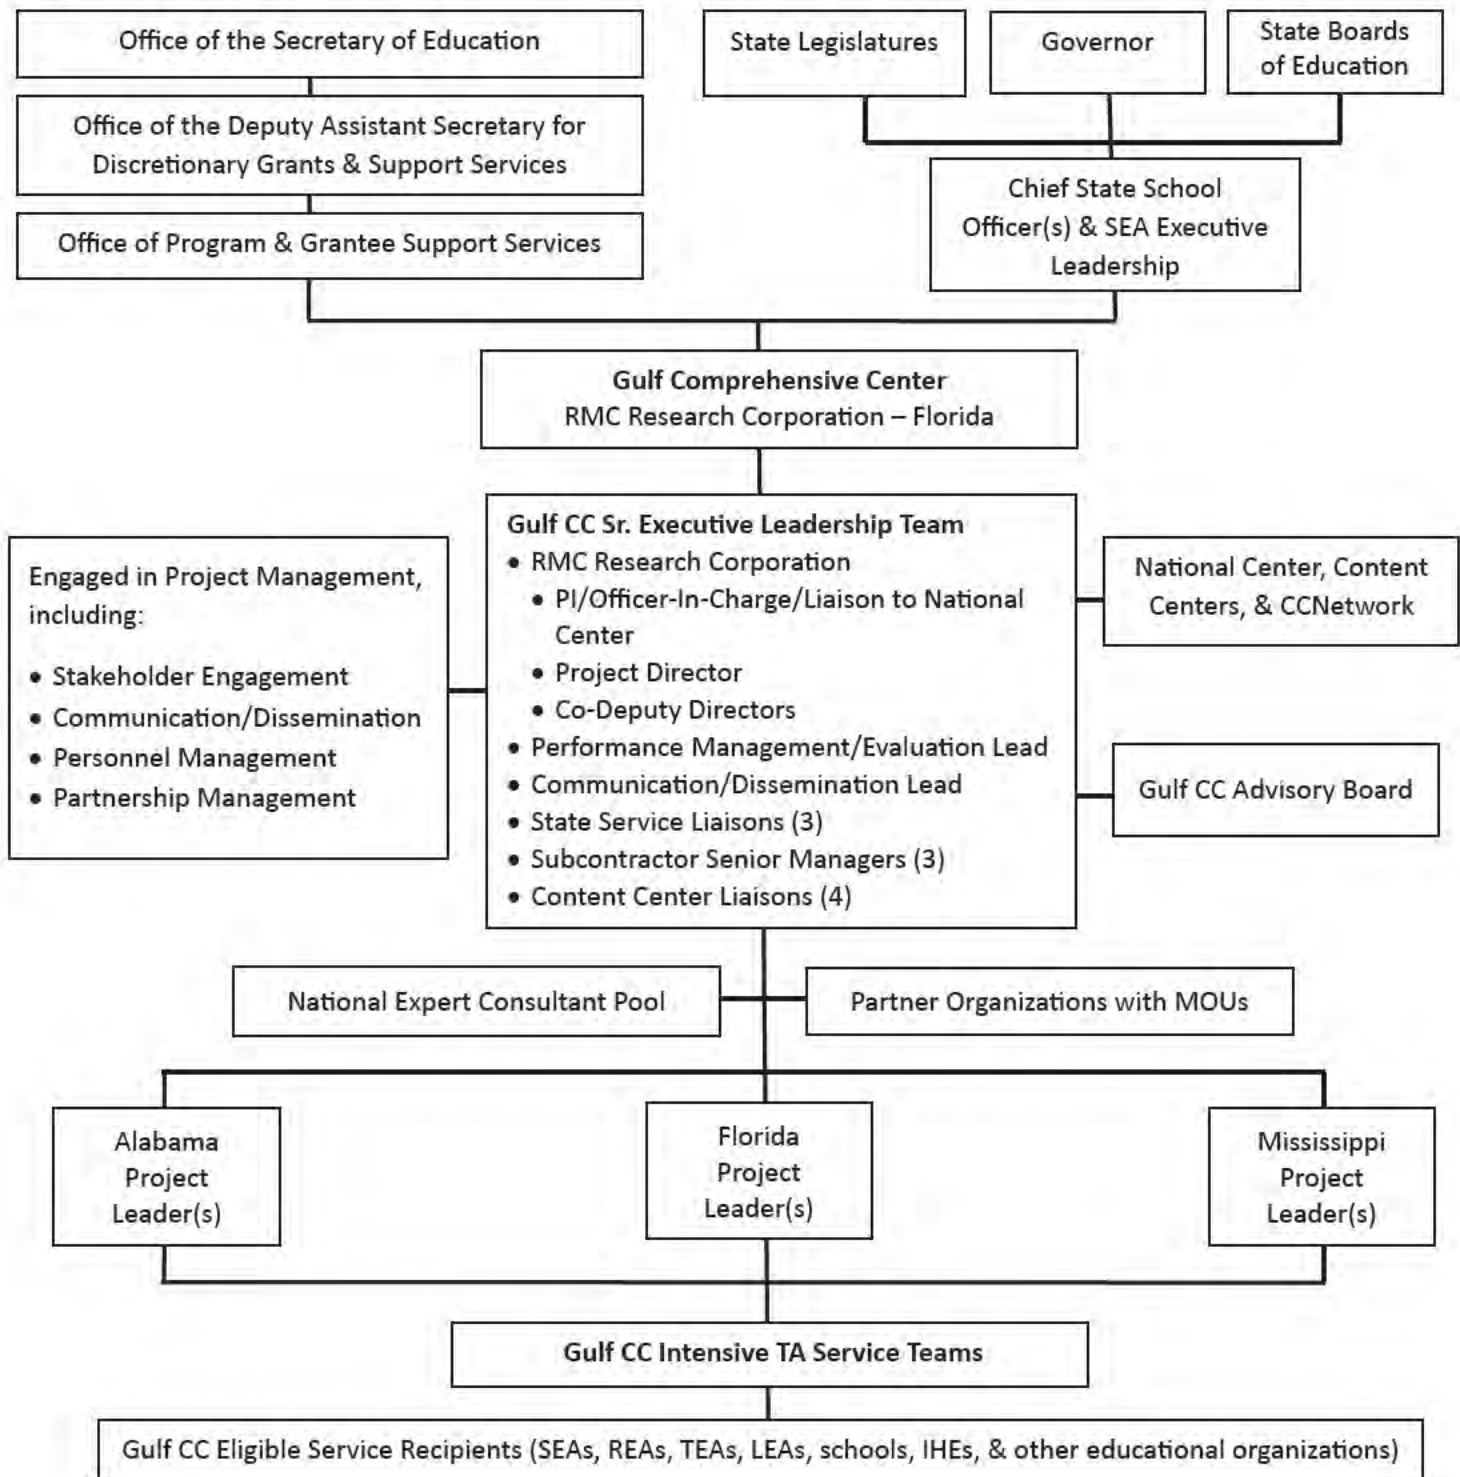 Office of the Secretary of Education
Office of the Deputy Assistant Secretary for
Discretionary Grants & Support Services
Office of Program & Grantee Support Services
State Legislatures
Governor
State Boards
of Education
Chief State School
Officer(s) & SEA Executive
Leadership
Gulf Comprehensive Center
RMC Research Corporation – Florida
Engaged in Project Management,
including:
• Stakeholder Engagement
• Communication/Dissemination
• Personnel Management
• Partnership Management
Gulf CC Sr. Executive Leadership Team
• RMC Research Corporation
• PI/Officer-In-Charge/Liaison to National
Center
• Project Director
• Co-Deputy Directors
• Performance Management/Evaluation Lead
• Communication/Dissemination Lead
• State Service Liaisons (3)
• Subcontractor Senior Managers (3)
• Content Center Liaisons (4)
National Center, Content
Centers, & CCNetwork
Gulf CC Advisory Board
National Expert Consultant Pool
Partner Organizations with MOUs
Alabama
Project
Leader(s)
Florida
Project
Leader(s)
Mississippi
Project
Leader(s)
Gulf CC Intensive TA Service Teams
Gulf CC Eligible Service Recipients (SEAs, REAs, TEAs, LEAs, schools, IHEs, & other educational organizations)